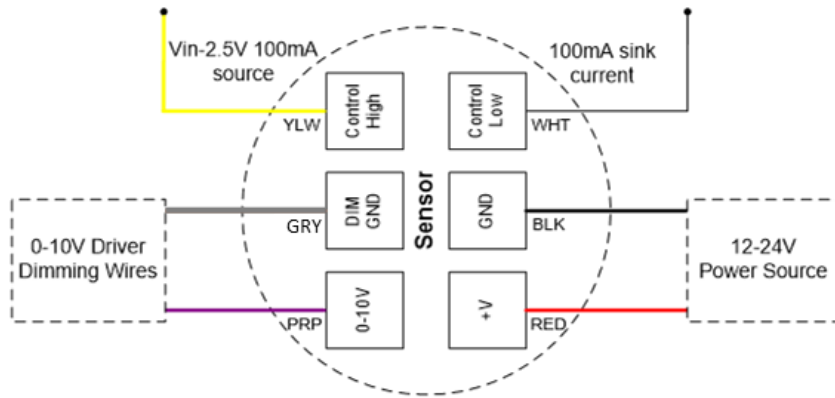 Vin-2.5V 100mA
source
100mA sink
current
Control
High
YLW
Control
Low
WHT
0-10V Driver
Dimming Wires
GRY
DIM
GND
Sensor
GND
BLK
12-24V
Power Source
PRP
0-10V
+V
RED